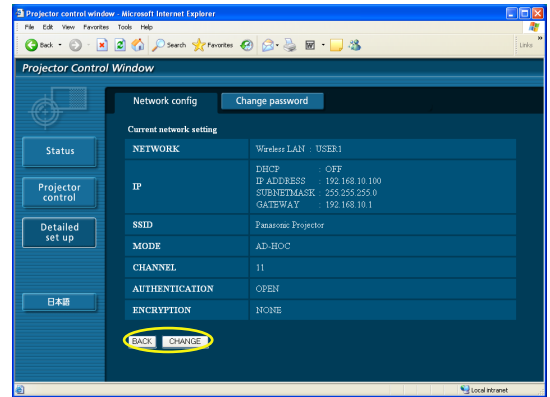 Projector control window - Microsoft Internet Explorer
File Edit View Favorites Tools Help
Back Search Favorites Links
Projector Control Window
Network config Change password
Current network setting
Status
Projector
control
Detailed
set up
日本語
NETWORK Wireless LAN : USER1
IP
DHCP : OFF
IP ADDRESS : 192.168.10.100
SUBNETMASK : 255.255.255.0
GATEWAY : 192.168.10.1
SSID Panasonic Projector
MODE AD-HOC
CHANNEL 11
AUTHENTICATION OPEN
ENCRYPTION NONE
BACK CHANGE
Local intranet